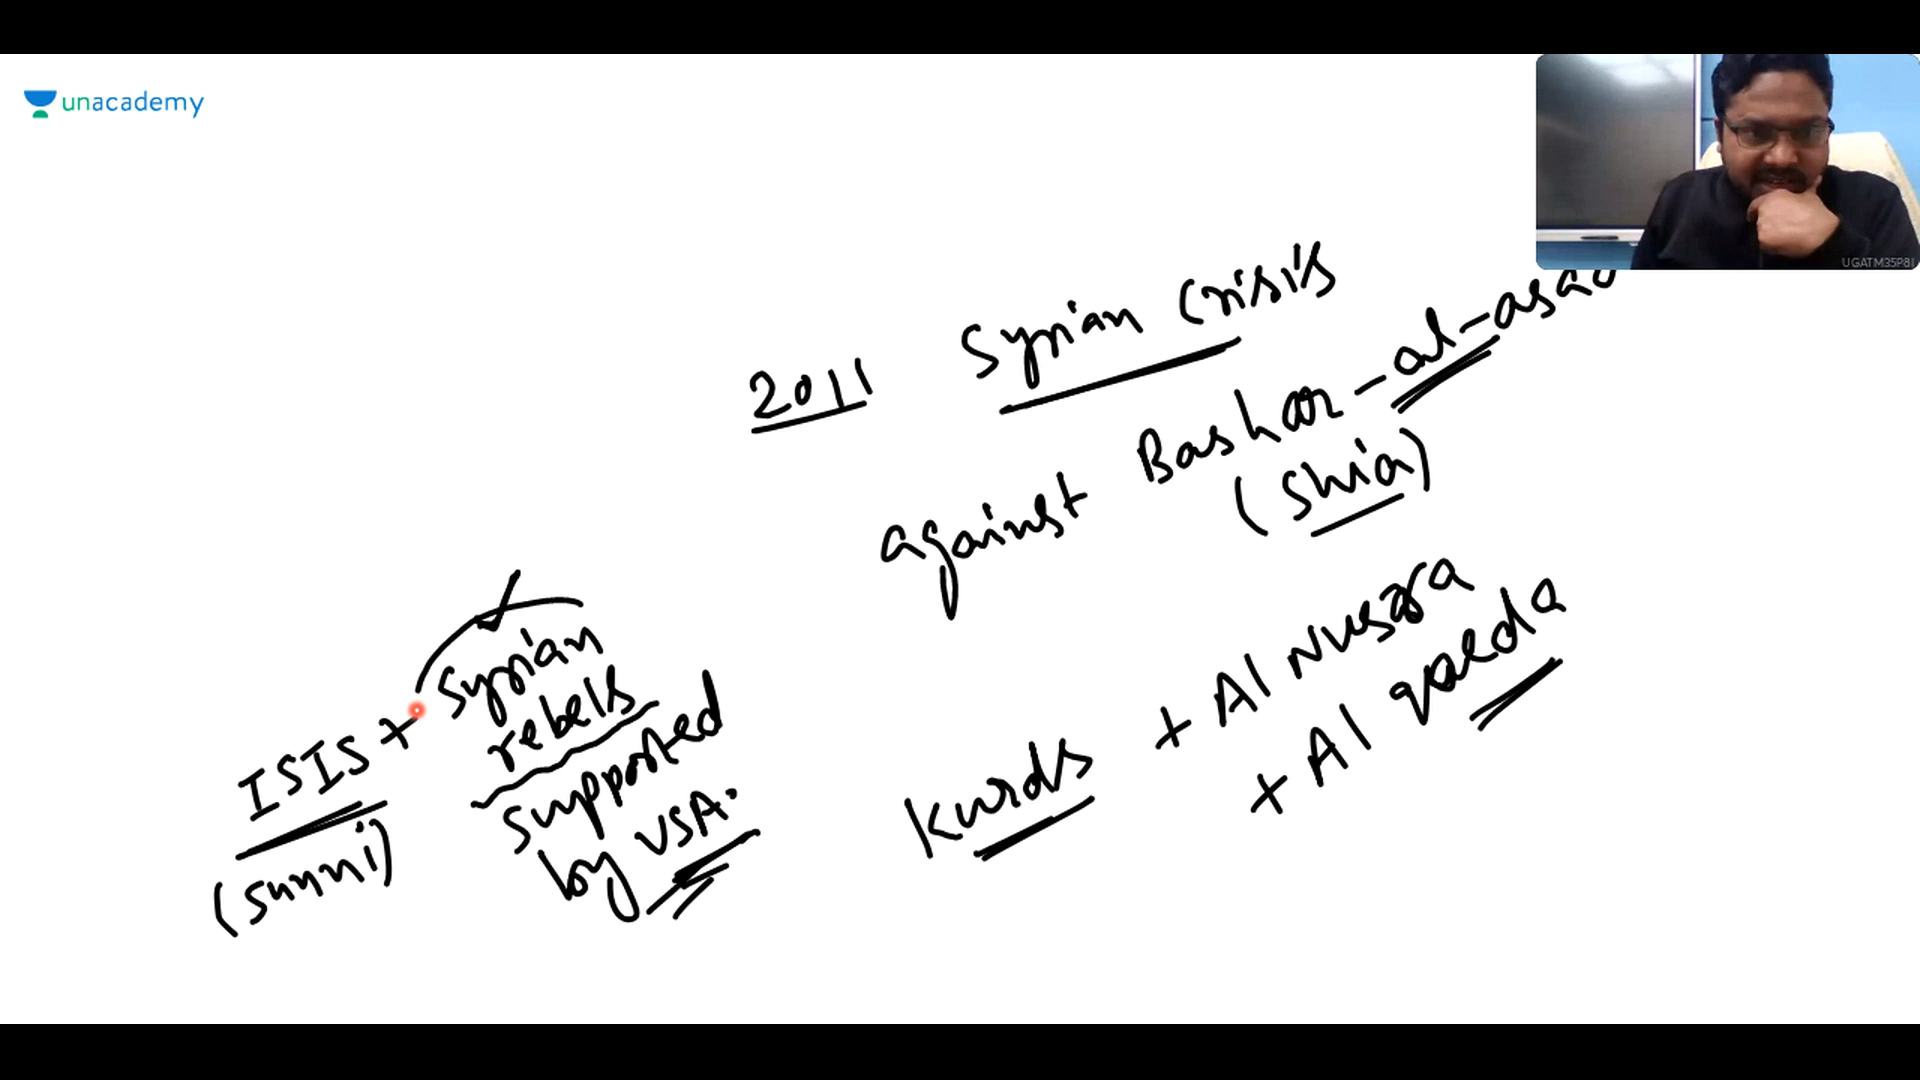 unacademy
UGATM35P8I
2011 Syrian Crisis
against Bashar-al-asad
(Shia)
ISIS + Syrian
rebels
(Sunni)
supported
by USA.
Kurds + Al Nusra
+ Al qaeda